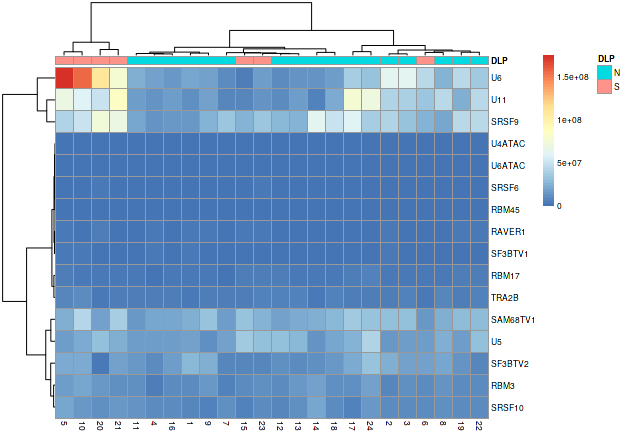 DLP
DLP
U6
N
S
1.5e+08
U11
1e+08
SRSF9
U4ATAC
5e+07
U6ATAC
SRSF6
0
RBM45
RAVER1
SF3BTV1
RBM17
TRA2B
SAM68TV1
U5
SF3BTV2
RBM3
SRSF10
5 10 20 21 11 4 16 1 9 7 15 23 12 13 14 18 17 24 2 3 6 8 19 22